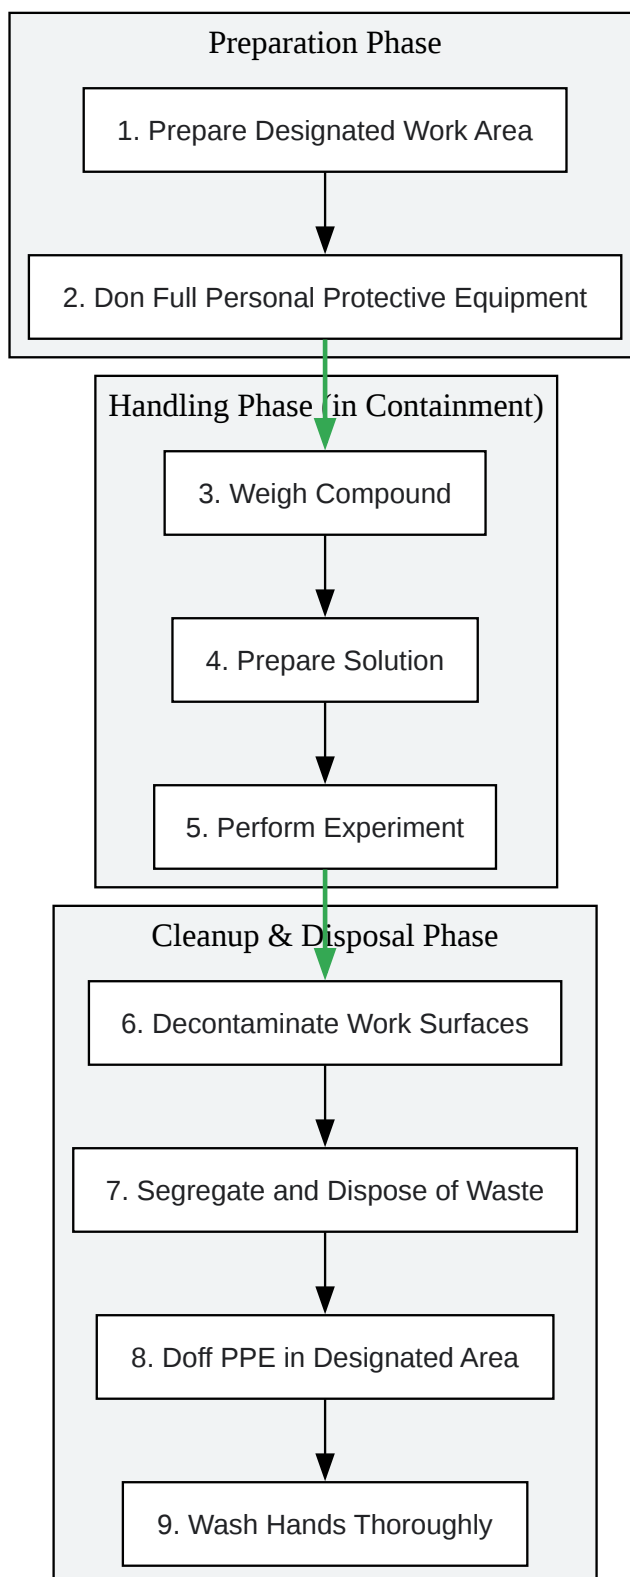 Preparation Phase
1. Prepare Designated Work Area
2. Don Full Personal Protective Equipment
Handling Phase (in Containment)
3. Weigh Compound
4. Prepare Solution
5. Perform Experiment
Cleanup & Disposal Phase
6. Decontaminate Work Surfaces
7. Segregate and Dispose of Waste
8. Doff PPE in Designated Area
9. Wash Hands Thoroughly